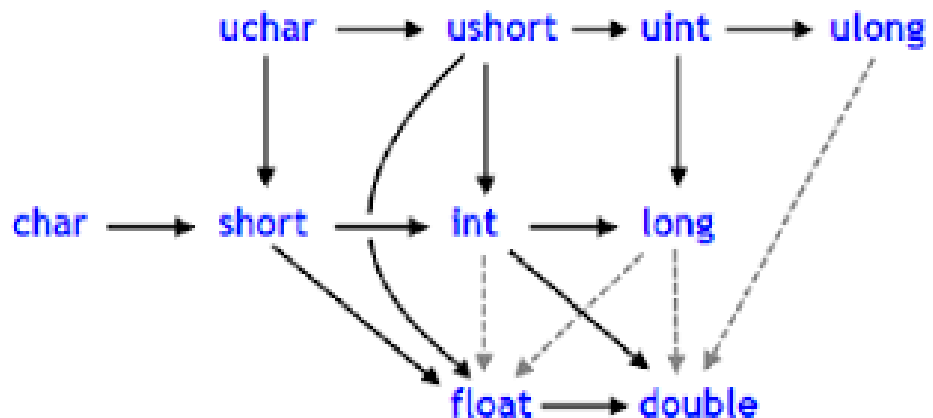 uchar ushort uint ulong
char short int long
float double